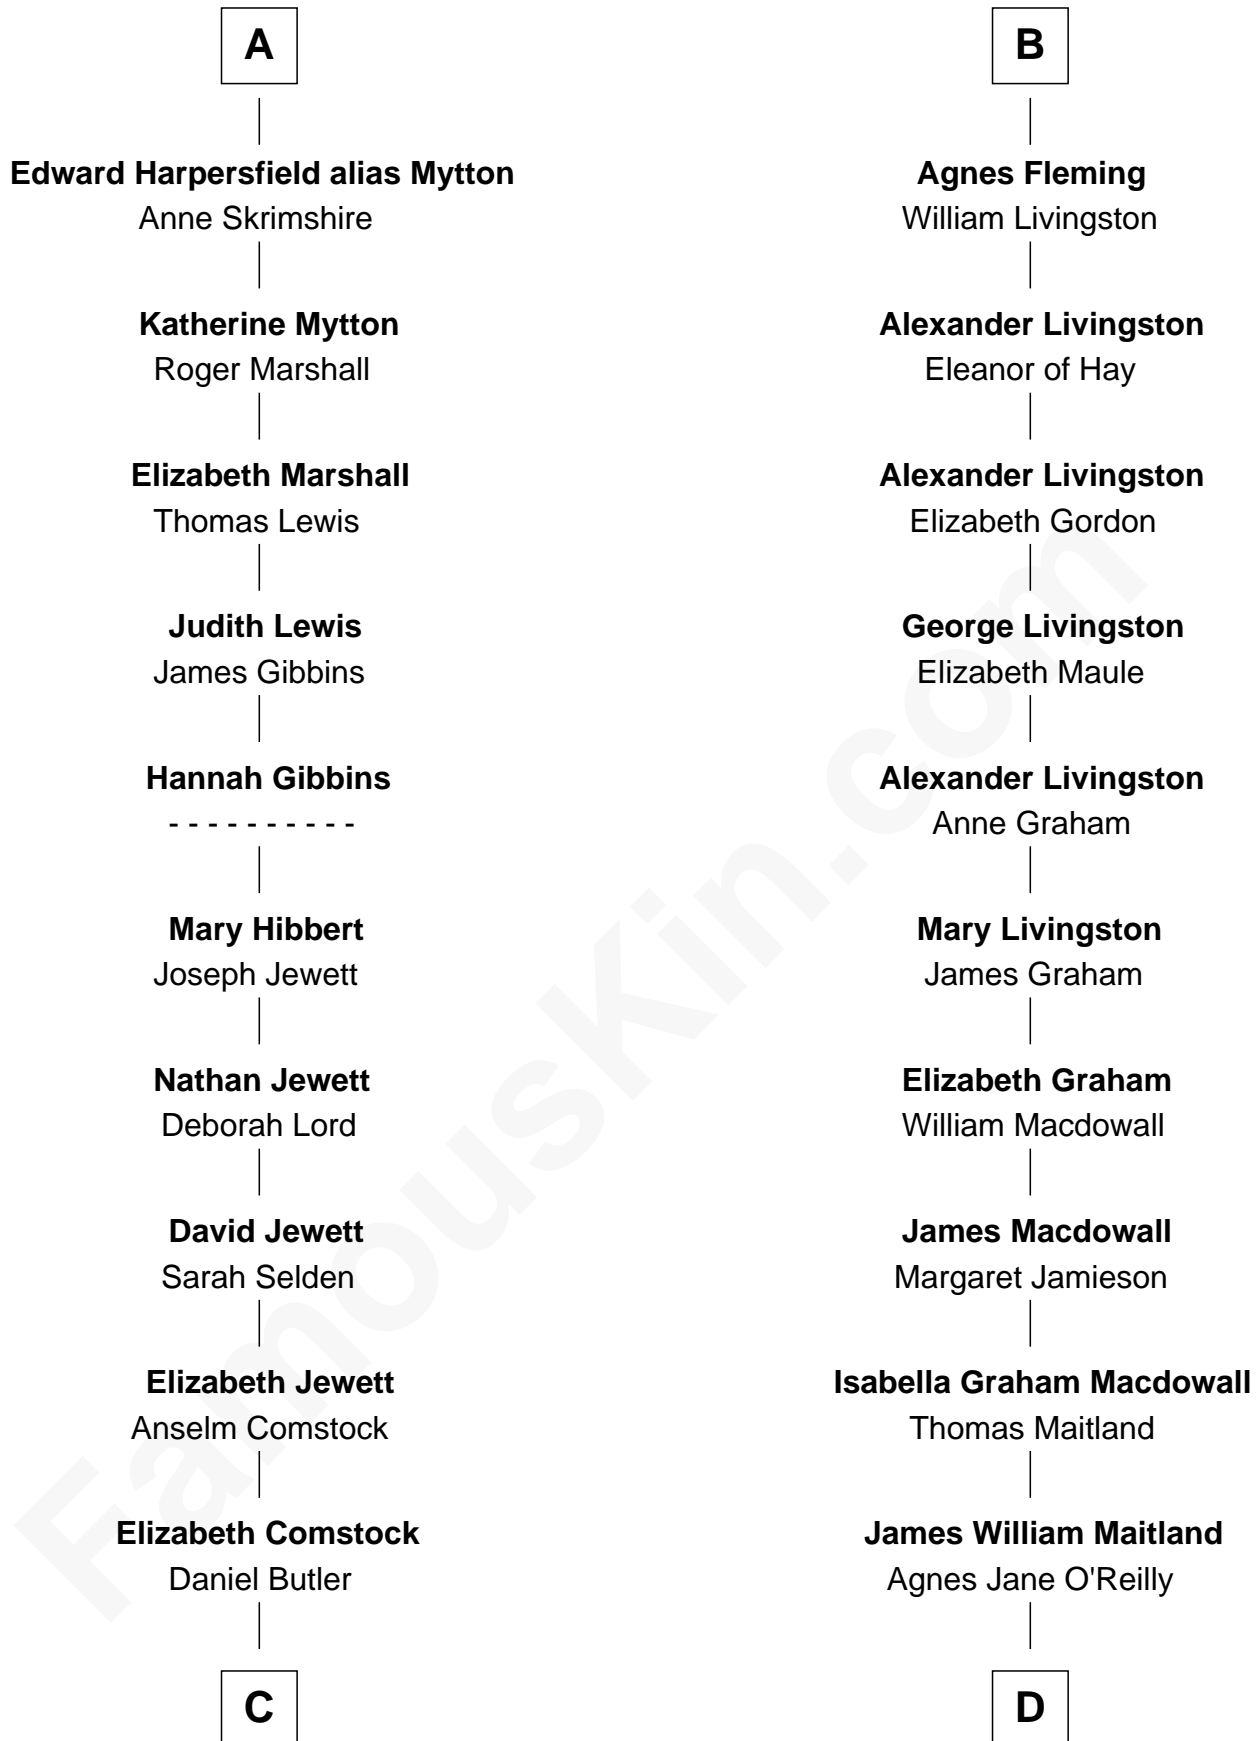 A
Edward Harpersfield alias Mytton
Anne Skrimshire
Katherine Mytton
Roger Marshall
Elizabeth Marshall
Thomas Lewis
Judith Lewis
James Gibbins
Hannah Gibbins
- - - - - - - - - -
Mary Hibbert
Joseph Jewett
Nathan Jewett
Deborah Lord
David Jewett
Sarah Selden
Elizabeth Jewett
Anselm Comstock
Elizabeth Comstock
Daniel Butler
C
B
Agnes Fleming
William Livingston
Alexander Livingston
Eleanor of Hay
Alexander Livingston
Elizabeth Gordon
George Livingston
Elizabeth Maule
Alexander Livingston
Anne Graham
Mary Livingston
James Graham
Elizabeth Graham
William Macdowall
James Macdowall
Margaret Jamieson
Isabella Graham Macdowall
Thomas Maitland
James William Maitland
Agnes Jane O'Reilly
D
FamousKin.com